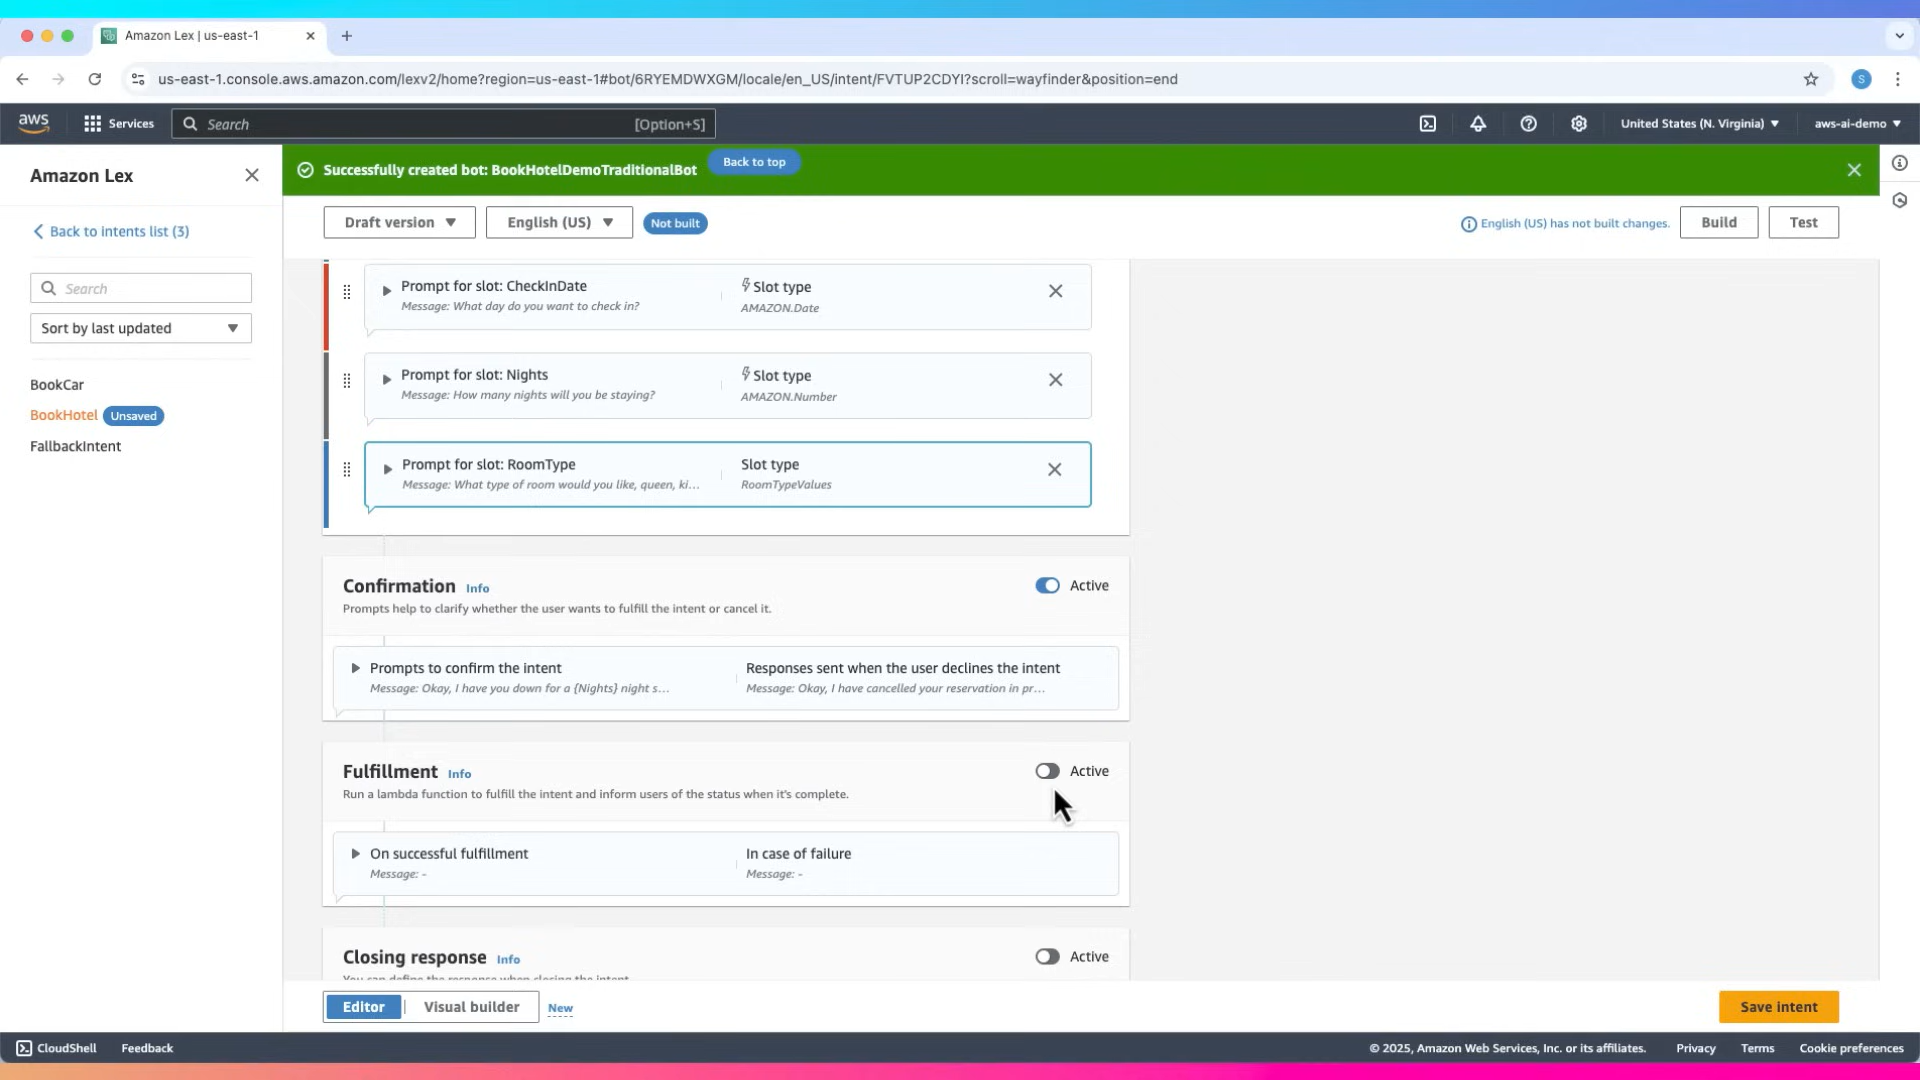 Amazon Lex | us-east-1
us-east-1.console.aws.amazon.com/lexv2/home?region=us-east-1#bot/6RYEMDWXGM/locale/en_US/intent/FVTUP2CDYI?scroll=wayfinder&position=end
S
aws
Services
Search
[Option+S]
United States (N. Virginia)
aws-ai-demo
Amazon Lex
Successfully created bot: BookHotelDemoTraditionalBot
Back to top
Back to intents list (3)
Draft version
English (US)
Not built
English (US) has not built changes.
Build
Test
Search
Sort by last updated
BookCar
BookHotel
Unsaved
FallbackIntent
Prompt for slot: CheckInDate
Message: What day do you want to check in?
Slot type
AMAZON.Date
Prompt for slot: Nights
Message: How many nights will you be staying?
Slot type
AMAZON.Number
Prompt for slot: RoomType
Message: What type of room would you like, queen, ki...
Slot type
RoomTypeValues
Confirmation Info
Active
Prompts help to clarify whether the user wants to fulfill the intent or cancel it.
Prompts to confirm the intent
Message: Okay, I have you down for a {Nights} night s...
Responses sent when the user declines the intent
Message: Okay, I have cancelled your reservation in pr...
Fulfillment Info
Active
Run a lambda function to fulfill the intent and inform users of the status when it's complete.
On successful fulfillment
Message: -
In case of failure
Message: -
Closing response Info
Active
You can define the response when closing the intent.
Editor
Visual builder
New
Save intent
CloudShell
Feedback
© 2025, Amazon Web Services, Inc. or its affiliates.
Privacy
Terms
Cookie preferences